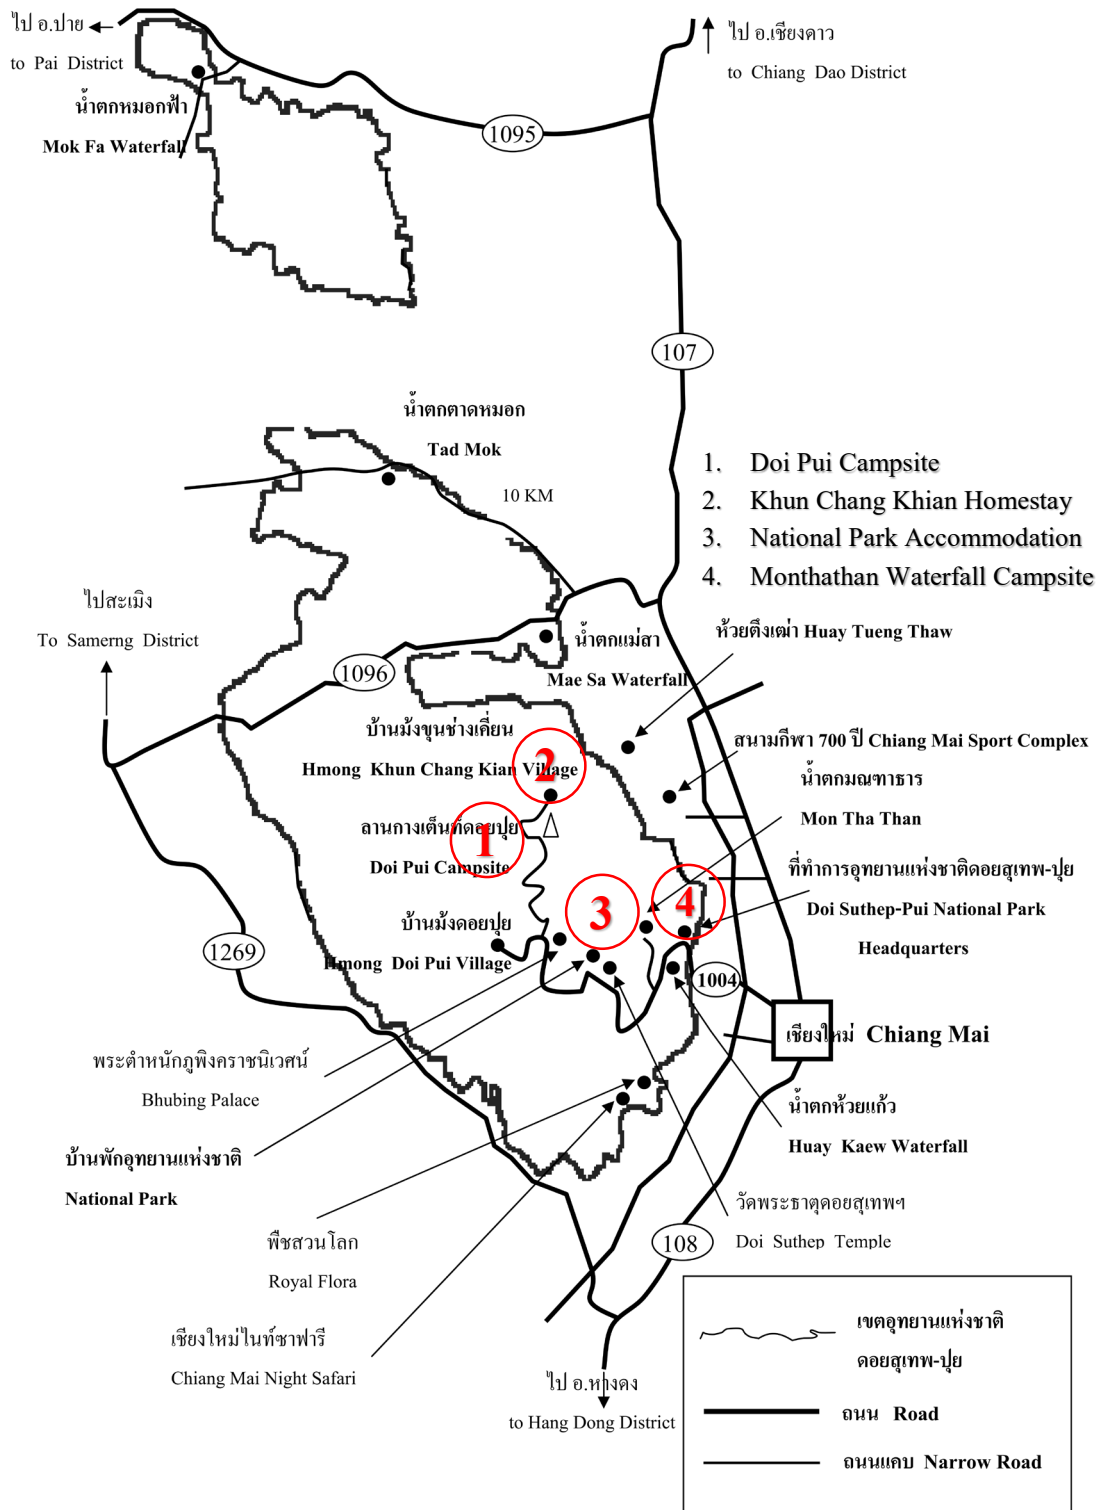 ไป อ.ปาย
to Pai District
ไป อ.เชียงดาว
to Chiang Dao District
น้ำตกหมอกฟ้า
Mok Fa Waterfall
1095
107
น้ำตกตาดหมอก
Tad Mok
10 KM
1. Doi Pui Campsite
2. Khun Chang Khian Homestay
3. National Park Accommodation
4. Monthathan Waterfall Campsite
ไปสะเมิง
To Samerng District
ห้วยตึงเฒ่า Huay Tueng Thaw
น้ำตกแม่สา
Mae Sa Waterfall
1096
บ้านม้งขุนช่างเคี่ยน
Hmong Khun Chang Kian Village
2
สนามกีฬา 700 ปี Chiang Mai Sport Complex
น้ำตกมณฑาธาร
Mon Tha Than
ลานกางเต็นท์ดอยปุย
Doi Pui Campsite
1
ที่ทำการอุทยานแห่งชาติดอยสุเทพ-ปุย
Doi Suthep-Pui National Park
Headquarters
3
4
บ้านม้งดอยปุย
Hmong Doi Pui Village
1269
1004
เชียงใหม่ Chiang Mai
พระตำหนักภูพิงคราชนิเวศน์
Bhubing Palace
น้ำตกห้วยแก้ว
Huay Kaew Waterfall
บ้านพักอุทยานแห่งชาติ
National Park
วัดพระธาตุดอยสุเทพฯ
Doi Suthep Temple
พืชสวนโลก
Royal Flora
108
เชียงใหม่ไนท์ซาฟารี
Chiang Mai Night Safari
ไป อ.หางดง
to Hang Dong District
เขตอุทยานแห่งชาติ
ดอยสุเทพ-ปุย
ถนน Road
ถนนแคบ Narrow Road